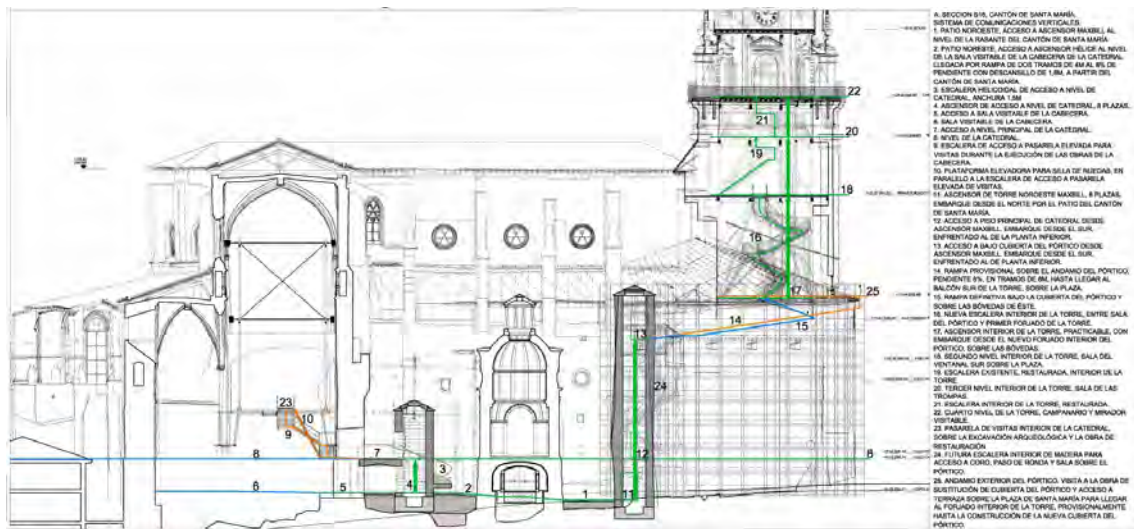 A. SECCION B18, CANTÓN DE SANTA MARÍA.
SISTEMA DE COMUNICACIONES VERTICALES
1. PATIO NOROESTE, ACCESO A ASCENSOR MAXBILL AL
NIVEL DE LA RASANTE DEL CANTÓN DE SANTA MARÍA
2. PATIO NORESTE, ACCESO A ASCENSOR HÉLICE AL NIVEL
DE LA SALA VISITABLE DE LA CABECERA DE LA CATEDRAL
LLEGADA POR RAMPA DE DOS TRAMOS DE 4M AL 8% DE
PENDIENTE CON DESCANSILLO DE 1,8M, A PARTIR DEL
CANTÓN DE SANTA MARÍA.
3. ESCALERA HELICOIDAL DE ACCESO A NIVEL DE
CATEDRAL, ANCHURA 1,5M
4. ASCENSOR DE ACCESO A NIVEL DE CATEDRAL, 8 PLAZAS.
5. ACCESO A SALA VISITABLE DE LA CABECERA.
6. SALA VISITABLE DE LA CABECERA.
7. ACCESO A NIVEL PRINCIPAL DE LA CATEDRAL.
8. NIVEL DE LA CATEDRAL.
9. ESCALERA DE ACCESO A PASARELA ELEVADA PARA
VISITAS DURANTE LA EJECUCIÓN DE LAS OBRAS DE LA
CABECERA.
10. PLATAFORMA ELEVADORA PARA SILLA DE RUEDAS, EN
PARALELO A LA ESCALERA DE ACCESO A PASARELA
ELEVADA DE VISITAS.
11. ASCENSOR DE TORRE NOROESTE MAXBILL, 8 PLAZAS,
EMBARQUE DESDE EL NORTE POR EL PATIO DEL CANTÓN
DE SANTA MARÍA.
12. ACCESO A PISO PRINCIPAL DE CATEDRAL DESDE
ASCENSOR MAXBILL. EMBARQUE DESDE EL SUR,
ENFRENTADO AL DE LA PLANTA INFERIOR.
13. ACCESO A BAJO CUBIERTA DEL PÓRTICO DESDE
ASCENSOR MAXBILL. EMBARQUE DESDE EL SUR,
ENFRENTADO AL DE PLANTA INFERIOR.
14. RAMPA PROVISIONAL SOBRE EL ANDAMIO DEL PÓRTICO,
PENDIENTE 8%, EN TRAMOS DE 6M, HASTA LLEGAR AL
BALCÓN SUR DE LA TORRE, SOBRE LA PLAZA.
15. RAMPA DEFINITIVA BAJO LA CUBIERTA DEL PÓRTICO Y
SOBRE LAS BÓVEDAS DE ÉSTE.
16. NUEVA ESCALERA INTERIOR DE LA TORRE, ENTRE SALA
DEL PÓRTICO Y PRIMER FORJADO DE LA TORRE.
17. ASCENSOR INTERIOR DE LA TORRE, PRACTICABLE, CON
EMBARQUE DESDE EL NUEVO FORJADO INTERIOR DEL
PÓRTICO, SOBRE LAS BÓVEDAS.
18. SEGUNDO NIVEL INTERIOR DE LA TORRE, SALA DEL
VENTANAL SUR SOBRE LA PLAZA.
19. ESCALERA EXISTENTE, RESTAURADA, INTERIOR DE LA
TORRE
20. TERCER NIVEL INTERIOR DE LA TORRE, SALA DE LAS
TROMPAS.
21. ESCALERA INTERIOR DE LA TORRE, RESTAURADA.
22. CUARTO NIVEL DE LA TORRE, CAMPANARIO Y MIRADOR
VISITABLE.
23. PASARELA DE VISITAS INTERIOR DE LA CATEDRAL,
SOBRE LA EXCAVACIÓN ARQUEOLÓGICA Y LA OBRA DE
RESTAURACIÓN
24. FUTURA ESCALERA INTERIOR DE MADERA PARA
ACCESO A CORO, PASO DE RONDA Y SALA SOBRE EL
PÓRTICO.
25. ANDAMIO EXTERIOR DEL PÓRTICO. VISITA A LA OBRA DE
SUSTITUCIÓN DE CUBIERTA DEL PÓRTICO Y ACCESO A
TERRAZA SOBRE LA PLAZA DE SANTA MARÍA PARA LLEGAR
AL FORJADO INTERIOR DE LA TORRE, PROVISIONALMENTE
HASTA LA CONSTRUCCIÓN DE LA NUEVA CUBIERTA DEL
PÓRTICO.
22
21
20
19
18
16
17
25
14
15
13
24
23
10
9
8
7
3
12
8
6
5
4
2
1
11